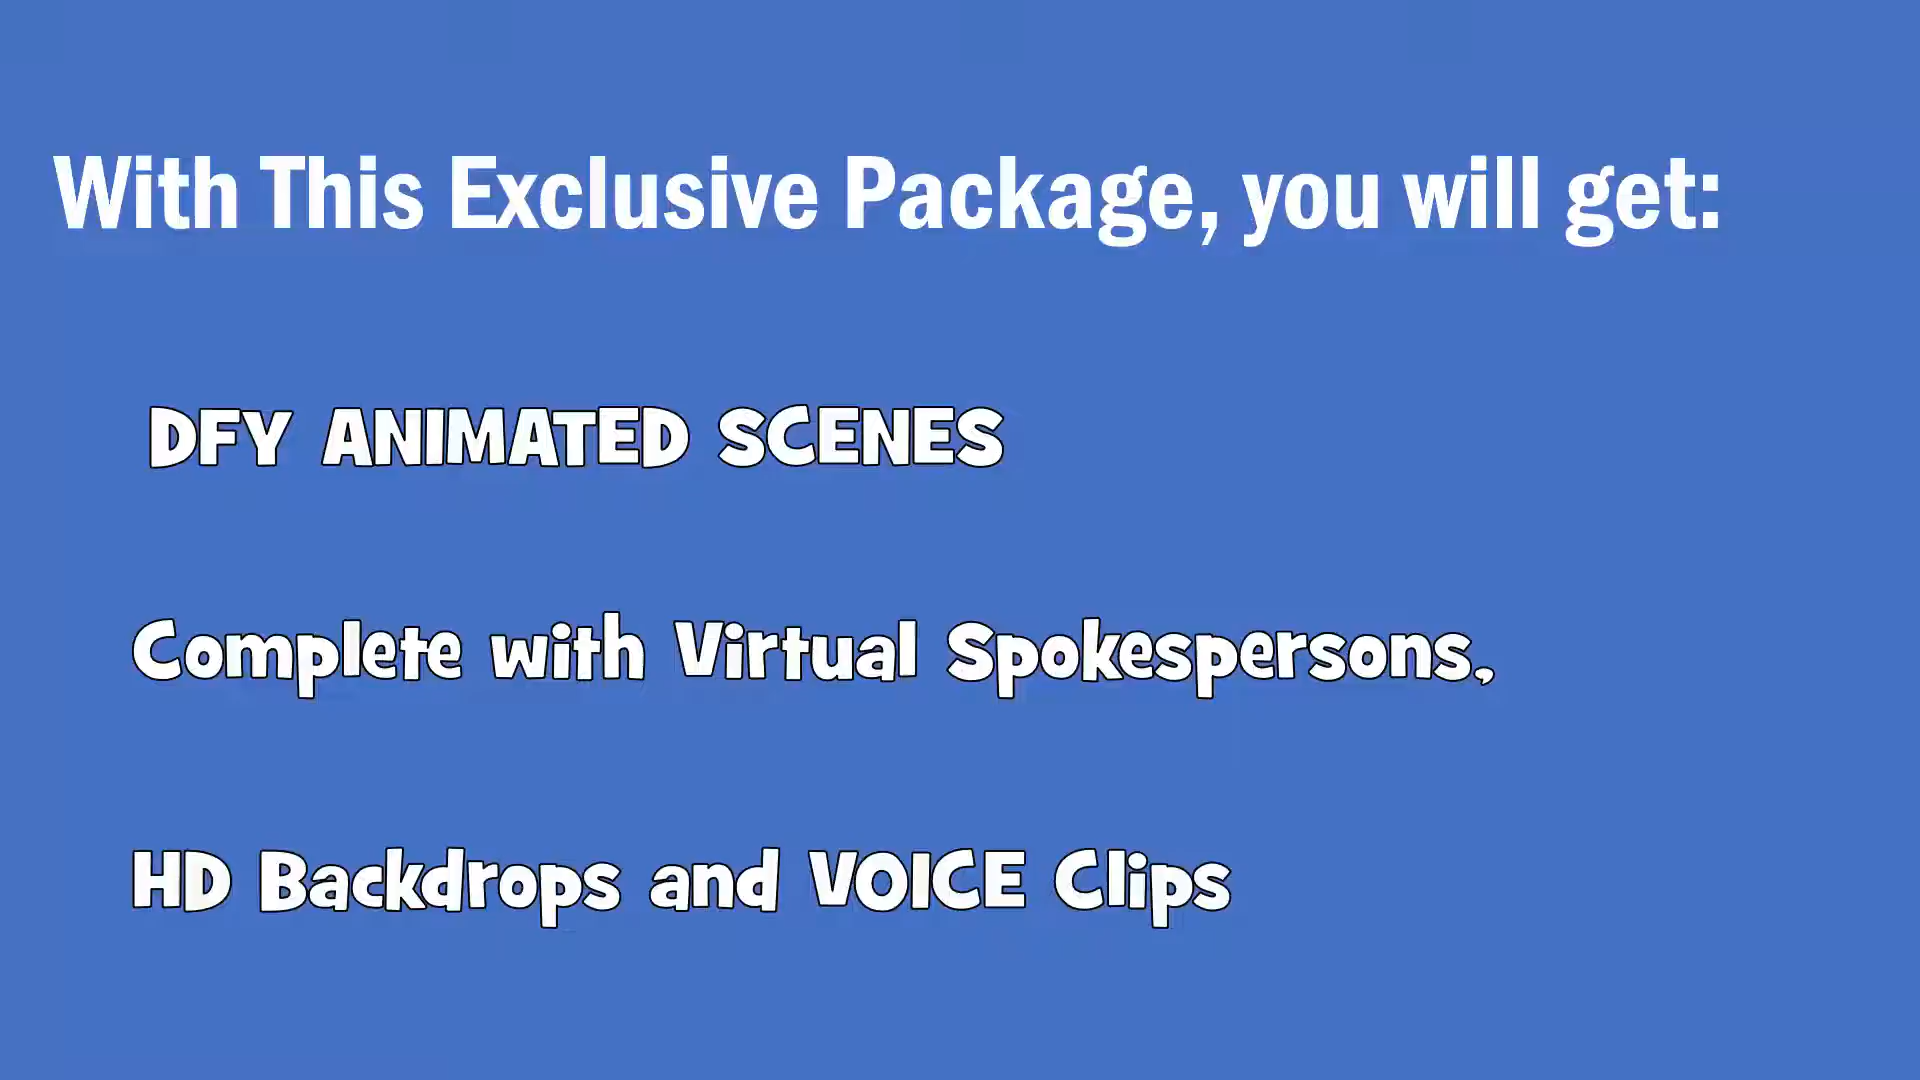 With This Exclusive Package, you will get:
DFY ANIMATED SCENES
Complete with Virtual Spokespersons,
HD Backdrops and VOICE Clips